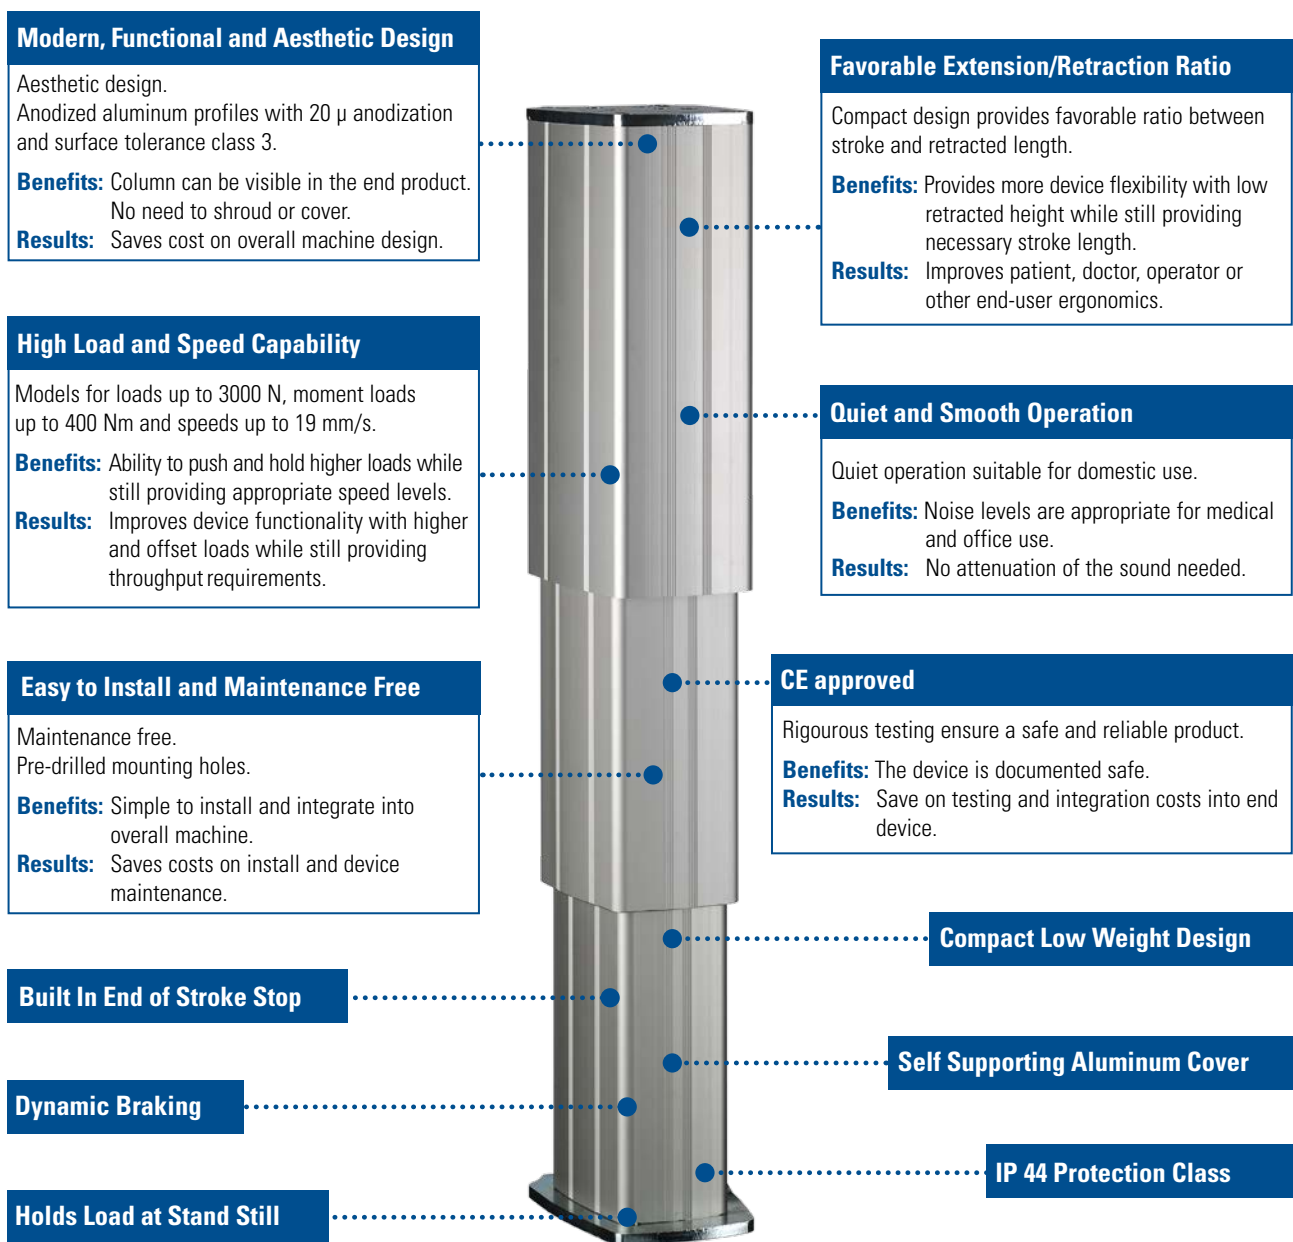 Modern, Functional and Aesthetic Design
Aesthetic design.
Anodized aluminum profiles with 20 µ anodization
and surface tolerance class 3.
Benefits: Column can be visible in the end product.
No need to shroud or cover.
Results: Saves cost on overall machine design.
High Load and Speed Capability
Models for loads up to 3000 N, moment loads
up to 400 Nm and speeds up to 19 mm/s.
Benefits: Ability to push and hold higher loads while
still providing appropriate speed levels.
Results: Improves device functionality with higher
and offset loads while still providing
throughput requirements.
Easy to Install and Maintenance Free
Maintenance free.
Pre-drilled mounting holes.
Benefits: Simple to install and integrate into
overall machine.
Results: Saves costs on install and device
maintenance.
Built In End of Stroke Stop
Dynamic Braking
Holds Load at Stand Still
Favorable Extension/Retraction Ratio
Compact design provides favorable ratio between
stroke and retracted length.
Benefits: Provides more device flexibility with low
retracted height while still providing
necessary stroke length.
Results: Improves patient, doctor, operator or
other end-user ergonomics.
Quiet and Smooth Operation
Quiet operation suitable for domestic use.
Benefits: Noise levels are appropriate for medical
and office use.
Results: No attenuation of the sound needed.
CE approved
Rigourous testing ensure a safe and reliable product.
Benefits: The device is documented safe.
Results: Save on testing and integration costs into end
device.
Compact Low Weight Design
Self Supporting Aluminum Cover
IP 44 Protection Class